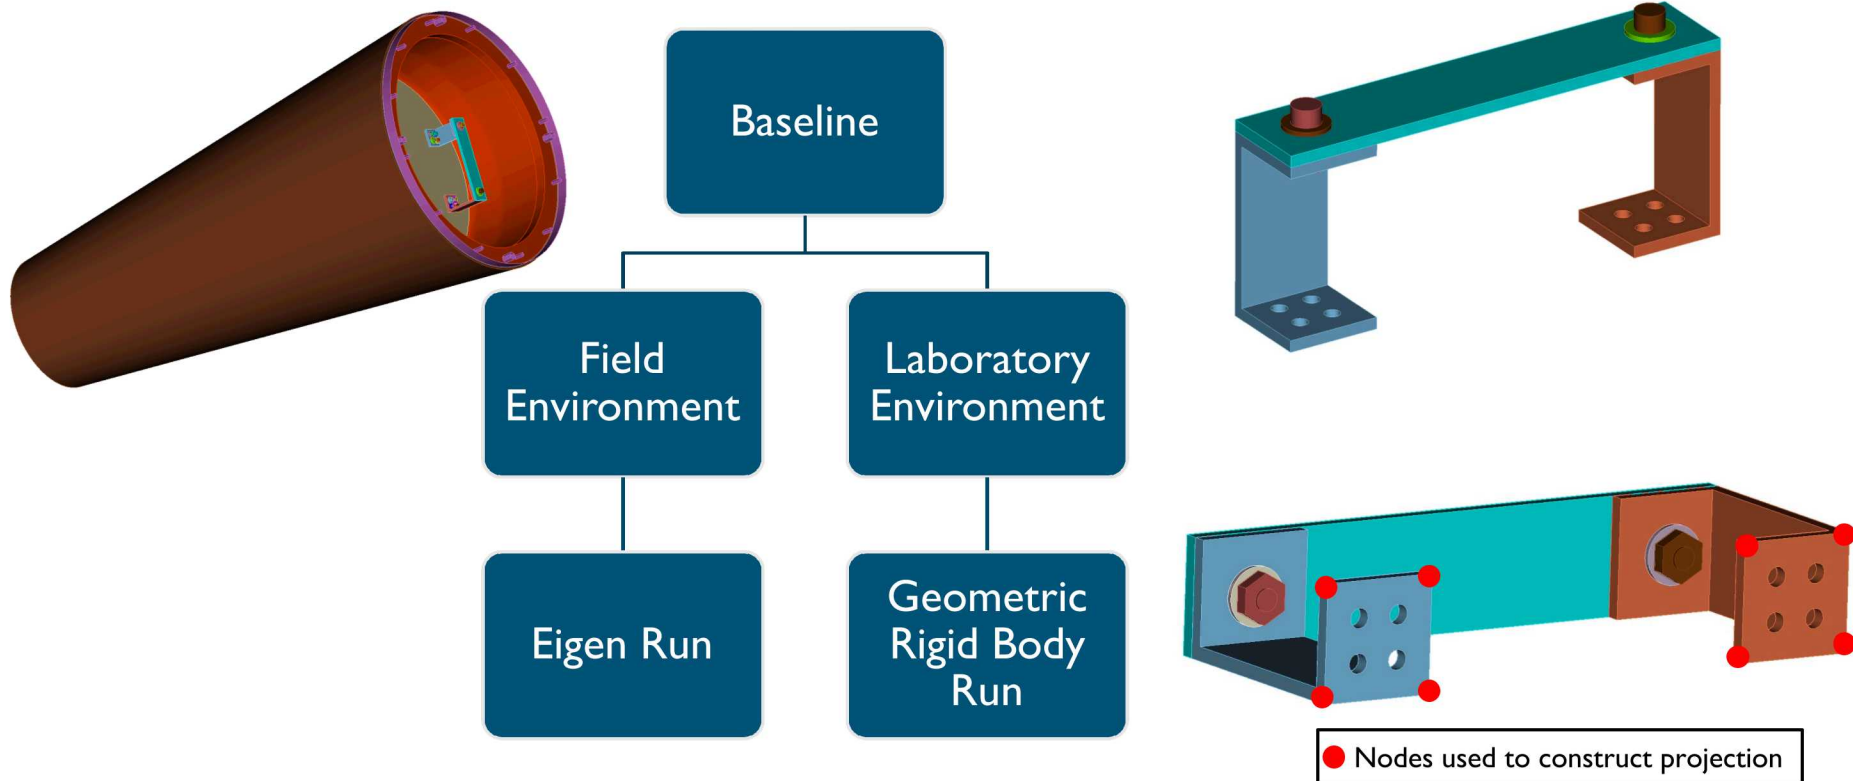 Baseline
Field
Environment
Laboratory
Environment
Eigen Run
Geometric
Rigid Body
Run
Nodes used to construct projection